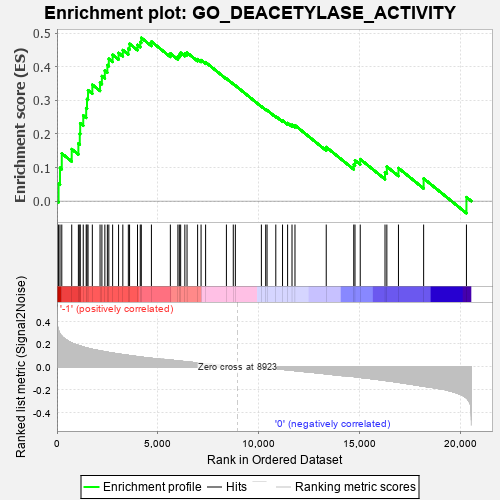 Enrichment plot: GO_DEACETYLASE_ACTIVITY
Enrichment score (ES)
0.5
0.4
0.3
0.2
0.1
0.0
'-1' (positively correlated)
Ranked list metric (Signal2Noise)
0.4
0.2
0.0
-0.2
-0.4
Zero cross at 8923
'0' (negatively correlated)
0
5,000
10,000
15,000
20,000
Rank in Ordered Dataset
Enrichment profile
Hits
Ranking metric scores